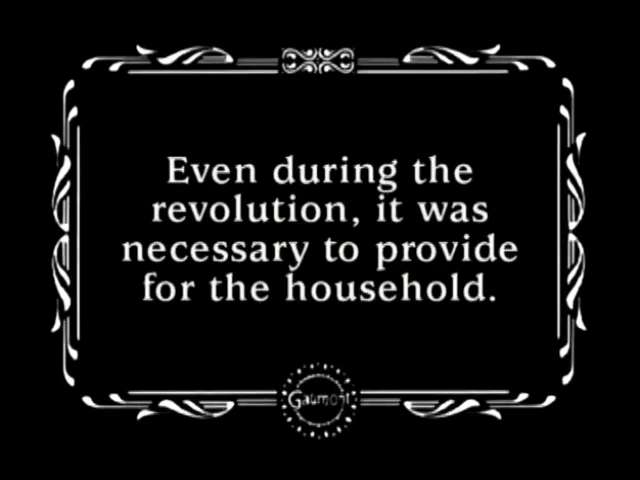 Even during the
revolution, it was
necessary to provide
for the household.
Gaumont